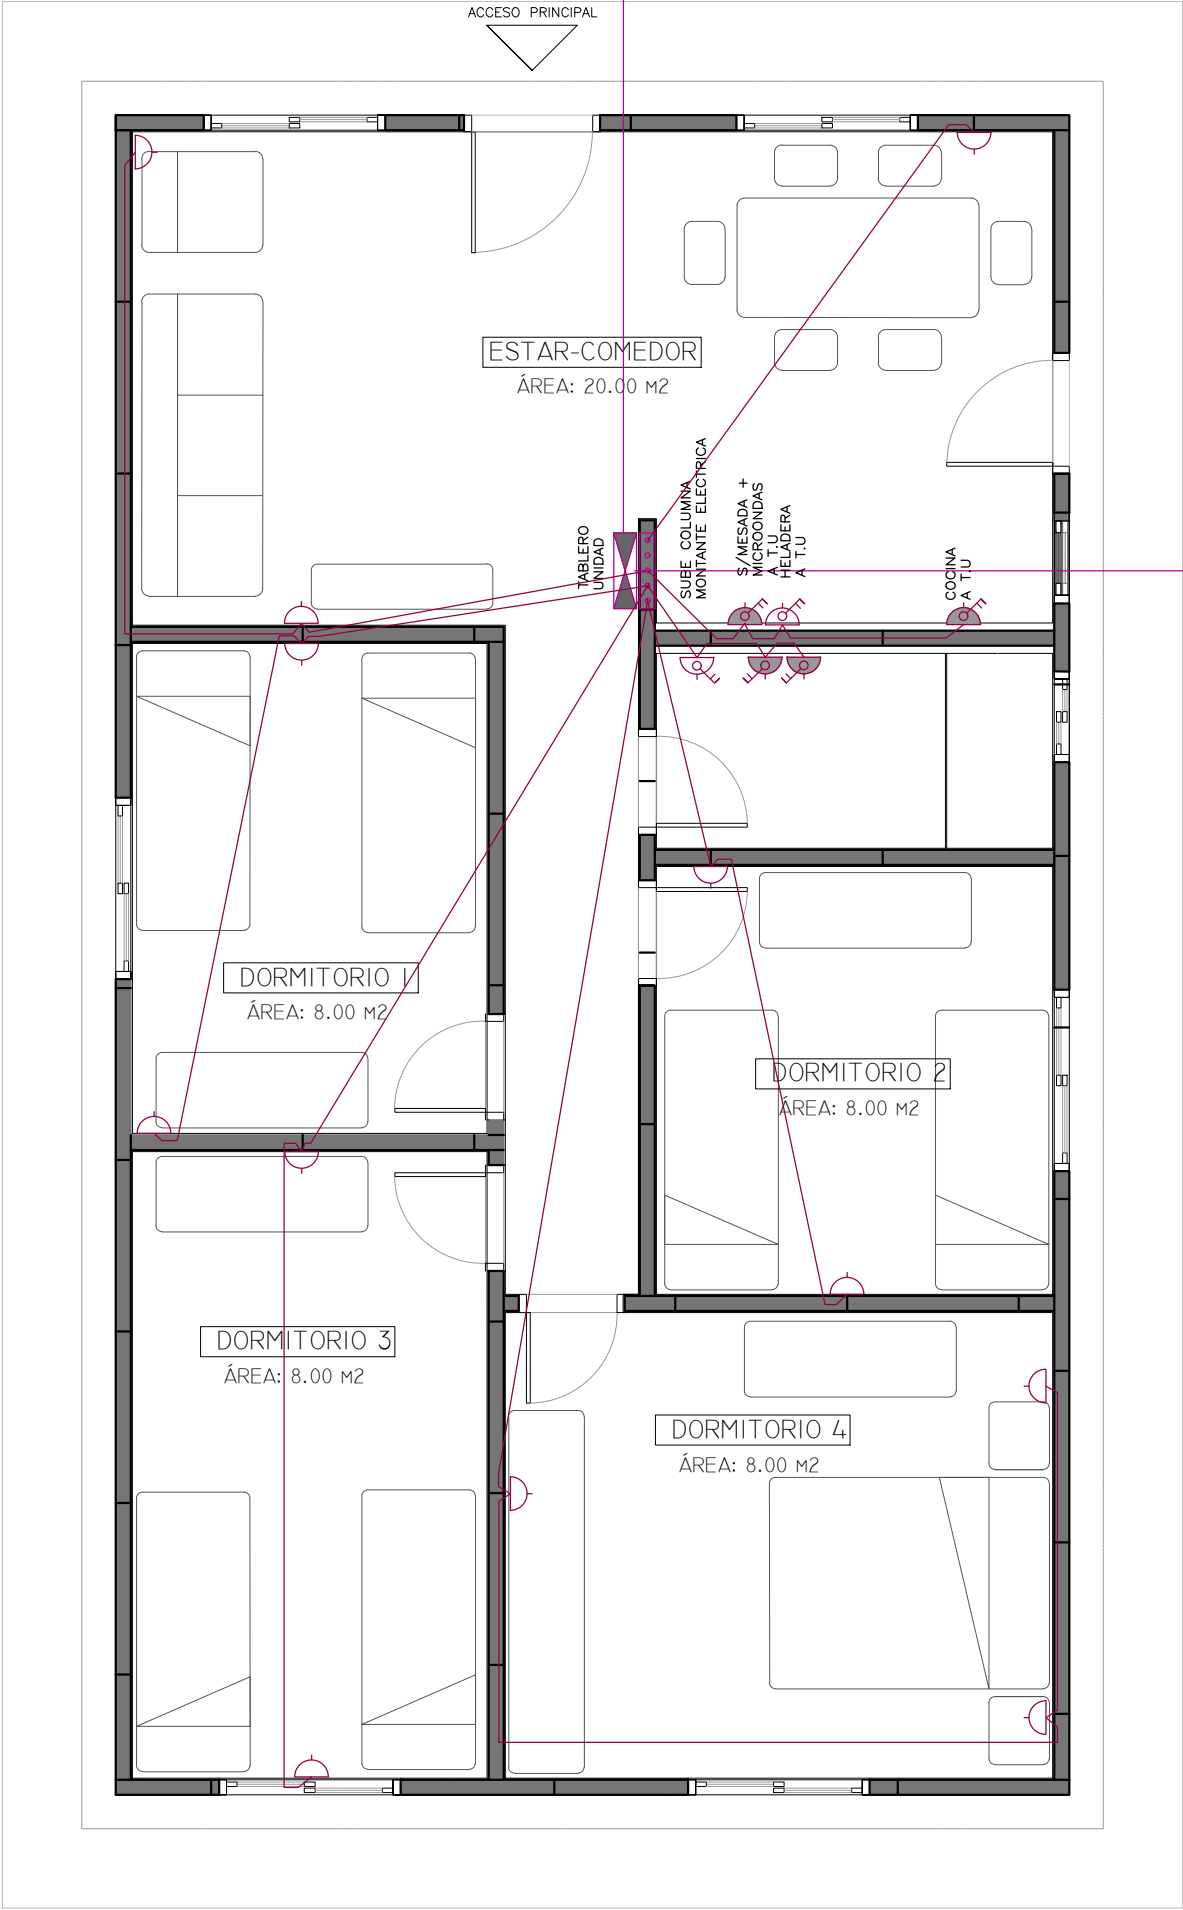 ACCESO PRINCIPAL
ESTAR-COMEDOR
ÁREA: 20.00 M2
TABLERO
UNIDAD
SUBE COLUMNA
MONTANTE ELECTRICA
S/MESADA +
MICROONDAS
A T.U
HELADERA
A T.U
COCINA
A T.U
DORMITORIO 1
ÁREA: 8.00 M2
DORMITORIO 2
ÁREA: 8.00 M2
DORMITORIO 3
ÁREA: 8.00 M2
DORMITORIO 4
ÁREA: 8.00 M2